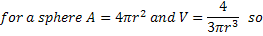 for a sphere A = 4πr² and V = 4/(3πr³) so